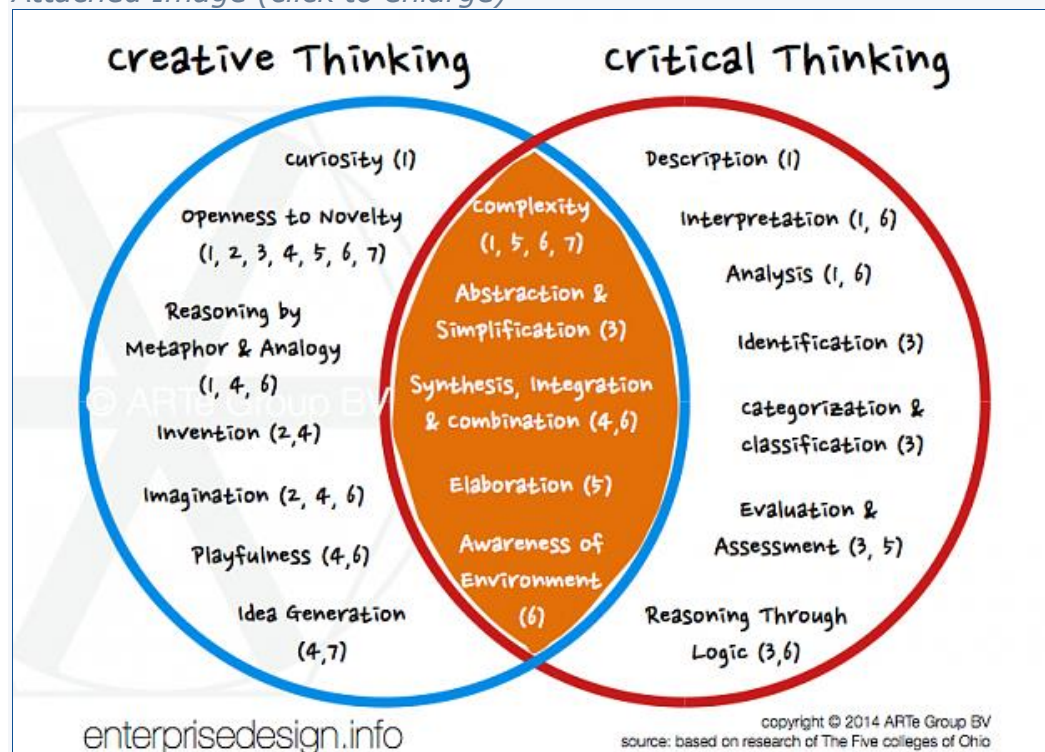 Attached Image (click to enlarge)
creative Thinking
critical Thinking
curiosity (1)
Openness to Novelty
(1, 2, 3, 4, 5, 6, 7)
Reasoning by
Metaphor & Analogy
(1, 4, 6)
Invention (2,4)
Imagination (2, 4, 6)
Playfulness (4,6)
Idea Generation
(4,7)
complexity
(1, 5, 6, 7)
Abstraction &
Simplification (3)
Synthesis, Integration
& combination (4,6)
Elaboration (5)
Awareness of
Environment
(6)
Description (1)
Interpretation (1, 6)
Analysis (1, 6)
Identification (3)
categorization &
classification (3)
Evaluation &
Assessment (3, 5)
Reasoning Through
Logic (3,6)
© ARTe Group BV
enterprisedesign.info
copyright © 2014 ARTe Group BV
source: based on research of The Five colleges of Ohio